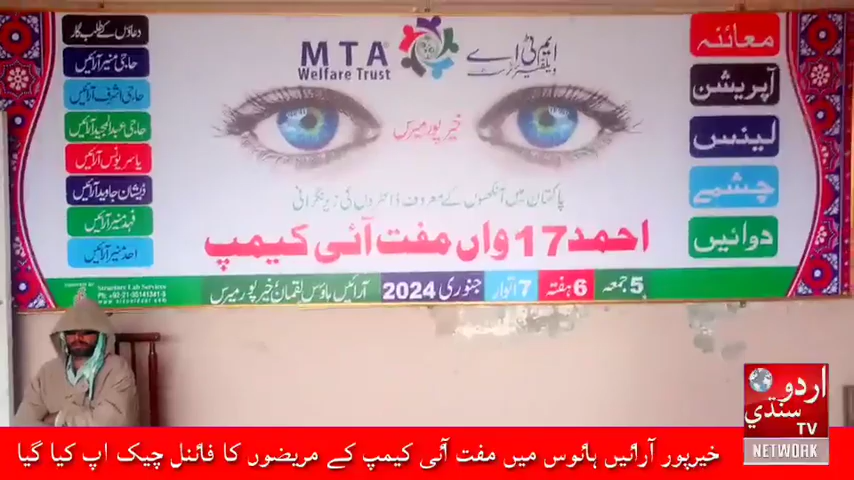 MTA
Welfare Trust
ایم ٹی اے
ویلفیئر ٹرسٹ
دعاؤں کے طلب گار
حاجی منیر آرائیں
حاجی اشرف آرائیں
حاجی عبدالمجید آرائیں
یاسر یونس آرائیں
ذیشان جاوید آرائیں
فہد منیر آرائیں
احد منیر آرائیں
معائنہ
آپریشن
لینس
چشمے
دوائیں
خیرپور میرس
پاکستان میں آنکھوں کے معروف ڈاکٹروں کی زیر نگرانی
احمد 17 واں مفت آئی کیمپ
5 جمعہ 6 ہفتہ 7 اتوار جنوری 2024 آرائیں ہاؤس لقمان خیرپور میرس
اردو
سنڌي
TV
NETWORK
خیرپور آرائیں ہائوس میں مفت آئی کیمپ کے مریضوں کا فائنل چیک اپ کیا گیا